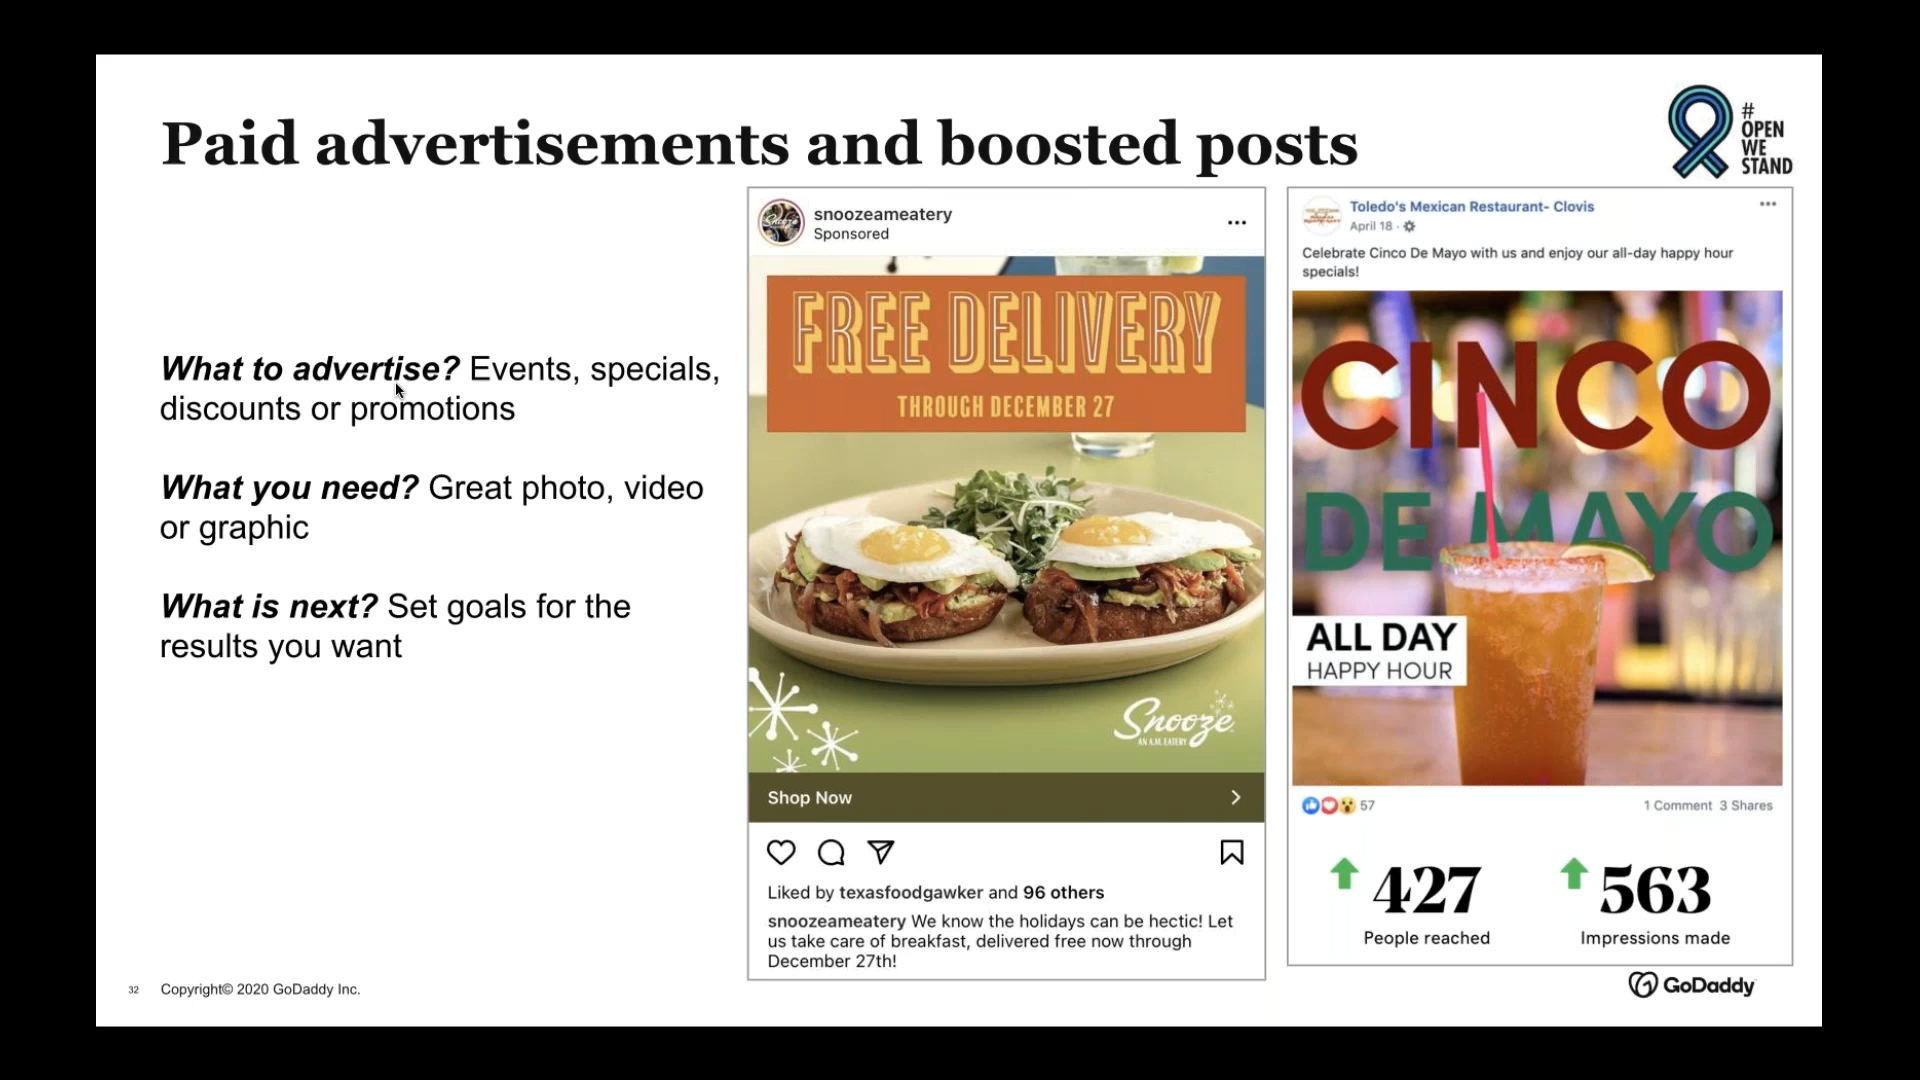 Paid advertisements and boosted posts
#
OPEN
WE
STAND
What to advertise? Events, specials,
discounts or promotions
What you need? Great photo, video
or graphic
What is next? Set goals for the
results you want
snoozeameatery
Sponsored
FREE DELIVERY
THROUGH DECEMBER 27
Snooze
AN A.M. EATERY
Shop Now
Liked by texasfoodgawker and 96 others
snoozeameatery We know the holidays can be hectic! Let
us take care of breakfast, delivered free now through
December 27th!
Toledo's Mexican Restaurant- Clovis
April 18 ·
Celebrate Cinco De Mayo with us and enjoy our all-day happy hour
specials!
CINCO
DE MAYO
ALL DAY
HAPPY HOUR
57
1 Comment 3 Shares
427
People reached
563
Impressions made
32 Copyright© 2020 GoDaddy Inc.
GoDaddy